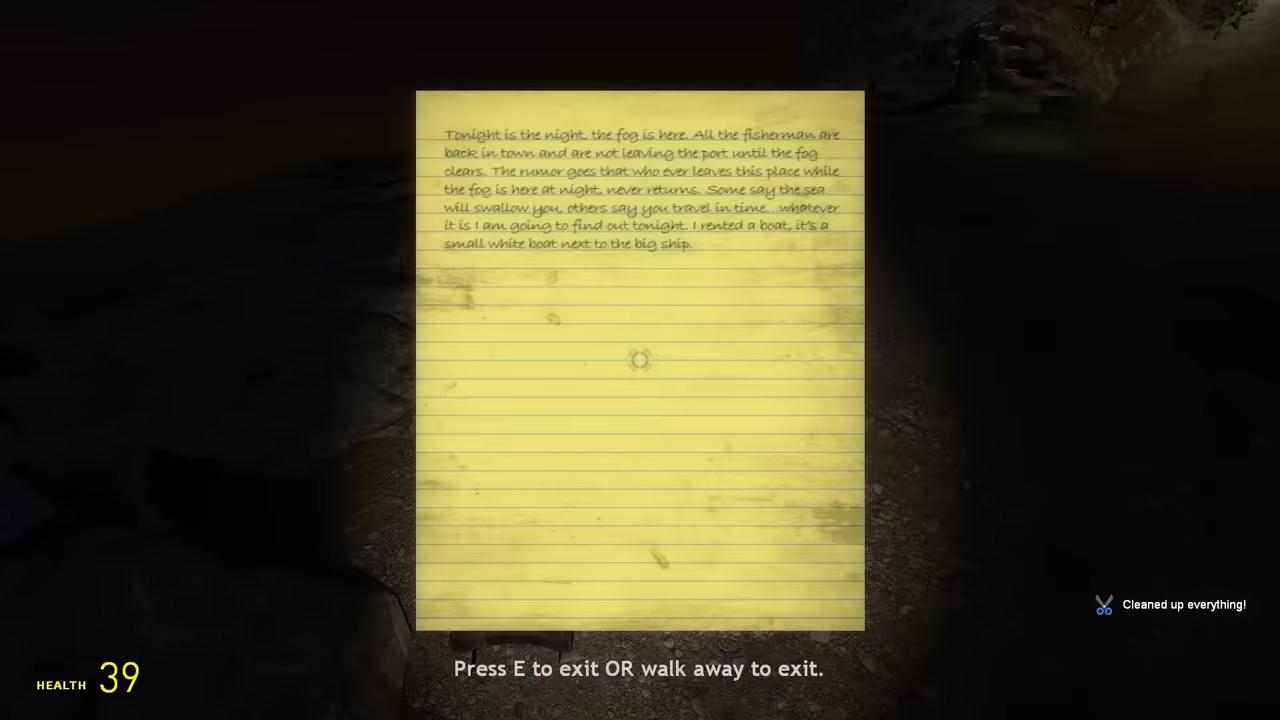 Tonight is the night, the fog is here. All the fisherman are
back in town and are not leaving the port until the fog
clears. The rumor goes that who ever leaves this place while
the fog is here at night, never returns. Some say the sea
will swallow you, others say you travel in time...whatever
it is I am going to find out tonight. I rented a boat, it's a
small white boat next to the big ship.
Cleaned up everything!
Press E to exit OR walk away to exit.
HEALTH 39